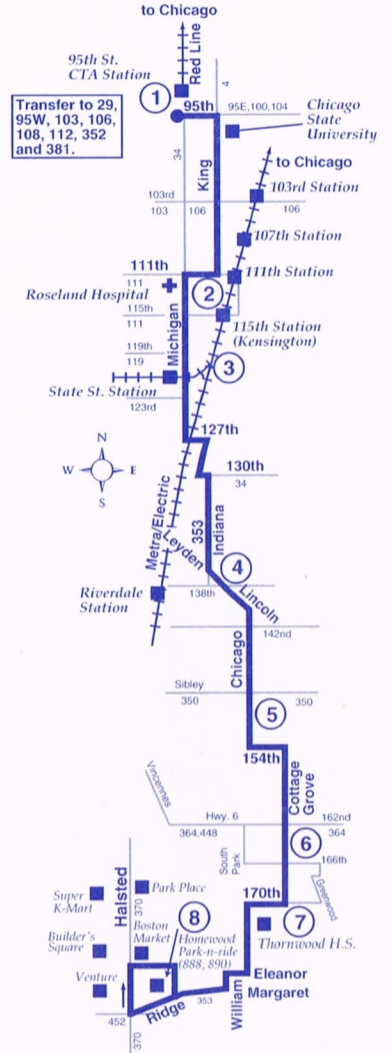 to Chicago
95th St.
CTA Station
Red Line
4
1
95th
95E,100,104
Transfer to 29,
95W, 103, 106,
108, 112, 352
and 381.
Chicago
State
University
34
King
to Chicago
103rd
103
106
106
103rd Station
107th Station
111th
111
111th Station
Roseland Hospital
2
115th
111
115th Station
(Kensington)
Michigan
119th
119
3
State St. Station
123rd
127th
N
W
E
S
130th
34
Metra/Electric
353
Indiana
Leyden
4
Riverdale
Station
138th
Lincoln
142nd
Chicago
Sibley
350
350
5
154th
Cottage
Grove
Vincennes
Hwy. 6
162nd
364,448
364
6
South
Park
166th
Greenwood
170th
7
Thornwood H.S.
Halsted
370
Park Place
Super
K-Mart
8
Boston
Market
Homewood
Park-n-ride
(888, 890)
Builder's
Square
Venture
Eleanor
Margaret
William
353
Ridge
452
370